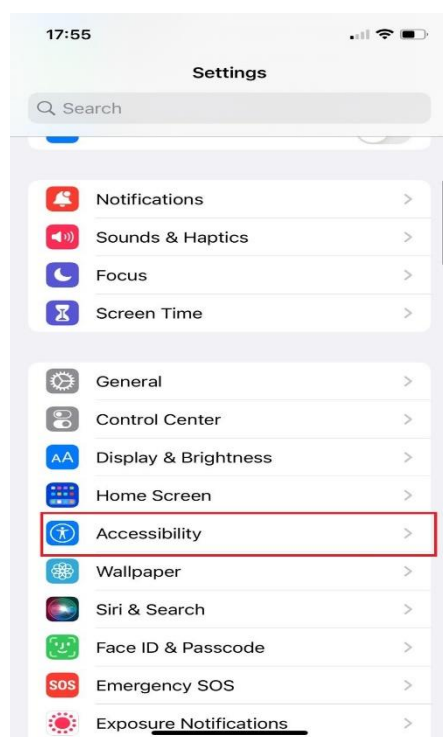 17:55
Settings
Search
Notifications
Sounds & Haptics
Focus
Screen Time
General
Control Center
AA Display & Brightness
Home Screen
Accessibility
Wallpaper
Siri & Search
Face ID & Passcode
SOS Emergency SOS
Exposure Notifications